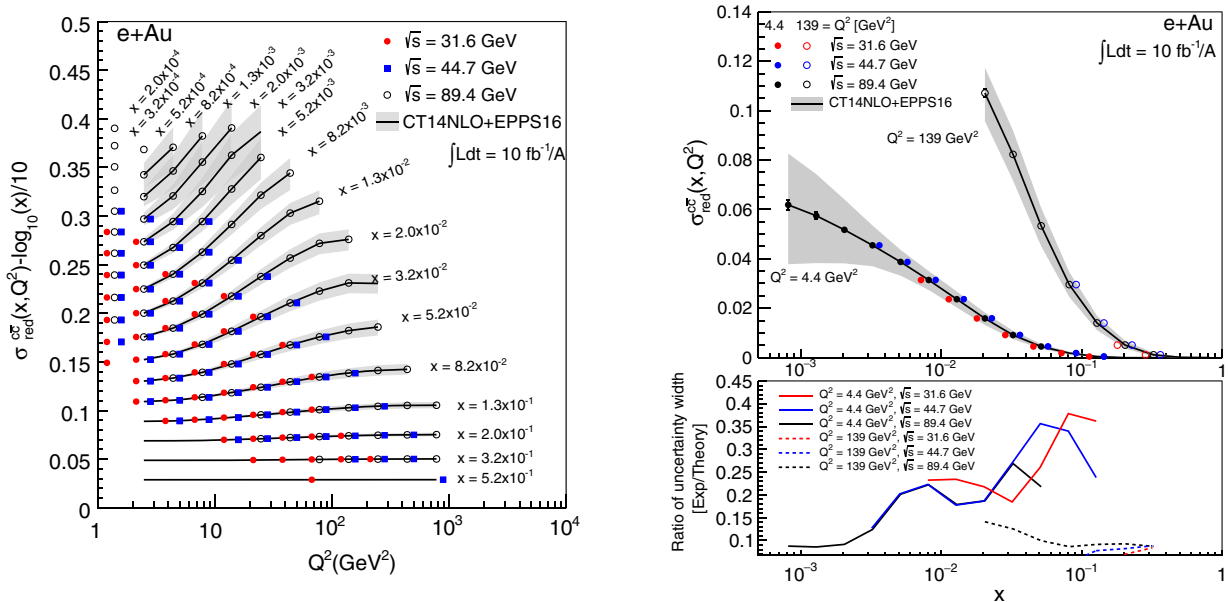 e+Au
√s = 31.6 GeV
√s = 44.7 GeV
√s = 89.4 GeV
CT14NLO+EPPS16
∫Ldt = 10 fb⁻¹/A
x = 2.0x10⁻⁴
x = 3.2x10⁻⁴
x = 5.2x10⁻⁴
x = 8.2x10⁻⁴
x = 1.3x10⁻³
x = 2.0x10⁻³
x = 3.2x10⁻³
x = 5.2x10⁻³
x = 8.2x10⁻³
x = 1.3x10⁻²
x = 2.0x10⁻²
x = 3.2x10⁻²
x = 5.2x10⁻²
x = 8.2x10⁻²
x = 1.3x10⁻¹
x = 2.0x10⁻¹
x = 3.2x10⁻¹
x = 5.2x10⁻¹
0.5
0.45
0.4
0.35
0.3
0.25
0.2
0.15
0.1
0.05
0
1 10 10² 10³ 10⁴
Q²(GeV²)
σ_red^cc̅(x,Q²)-log₁₀(x)/10
e+Au
4.4 139 = Q² [GeV²]
√s = 31.6 GeV
√s = 44.7 GeV
√s = 89.4 GeV
CT14NLO+EPPS16
∫Ldt = 10 fb⁻¹/A
Q² = 139 GeV²
Q² = 4.4 GeV²
0.14
0.12
0.1
0.08
0.06
0.04
0.02
0
10⁻³ 10⁻² 10⁻¹ 1
σ_red^cc̅(x,Q²)
Q² = 4.4 GeV², √s = 31.6 GeV
Q² = 4.4 GeV², √s = 44.7 GeV
Q² = 4.4 GeV², √s = 89.4 GeV
Q² = 139 GeV², √s = 31.6 GeV
Q² = 139 GeV², √s = 44.7 GeV
Q² = 139 GeV², √s = 89.4 GeV
0.45
0.4
0.35
0.3
0.25
0.2
0.15
0.1
10⁻³ 10⁻² 10⁻¹ 1
x
Ratio of uncertainty width
[Exp/Theory]